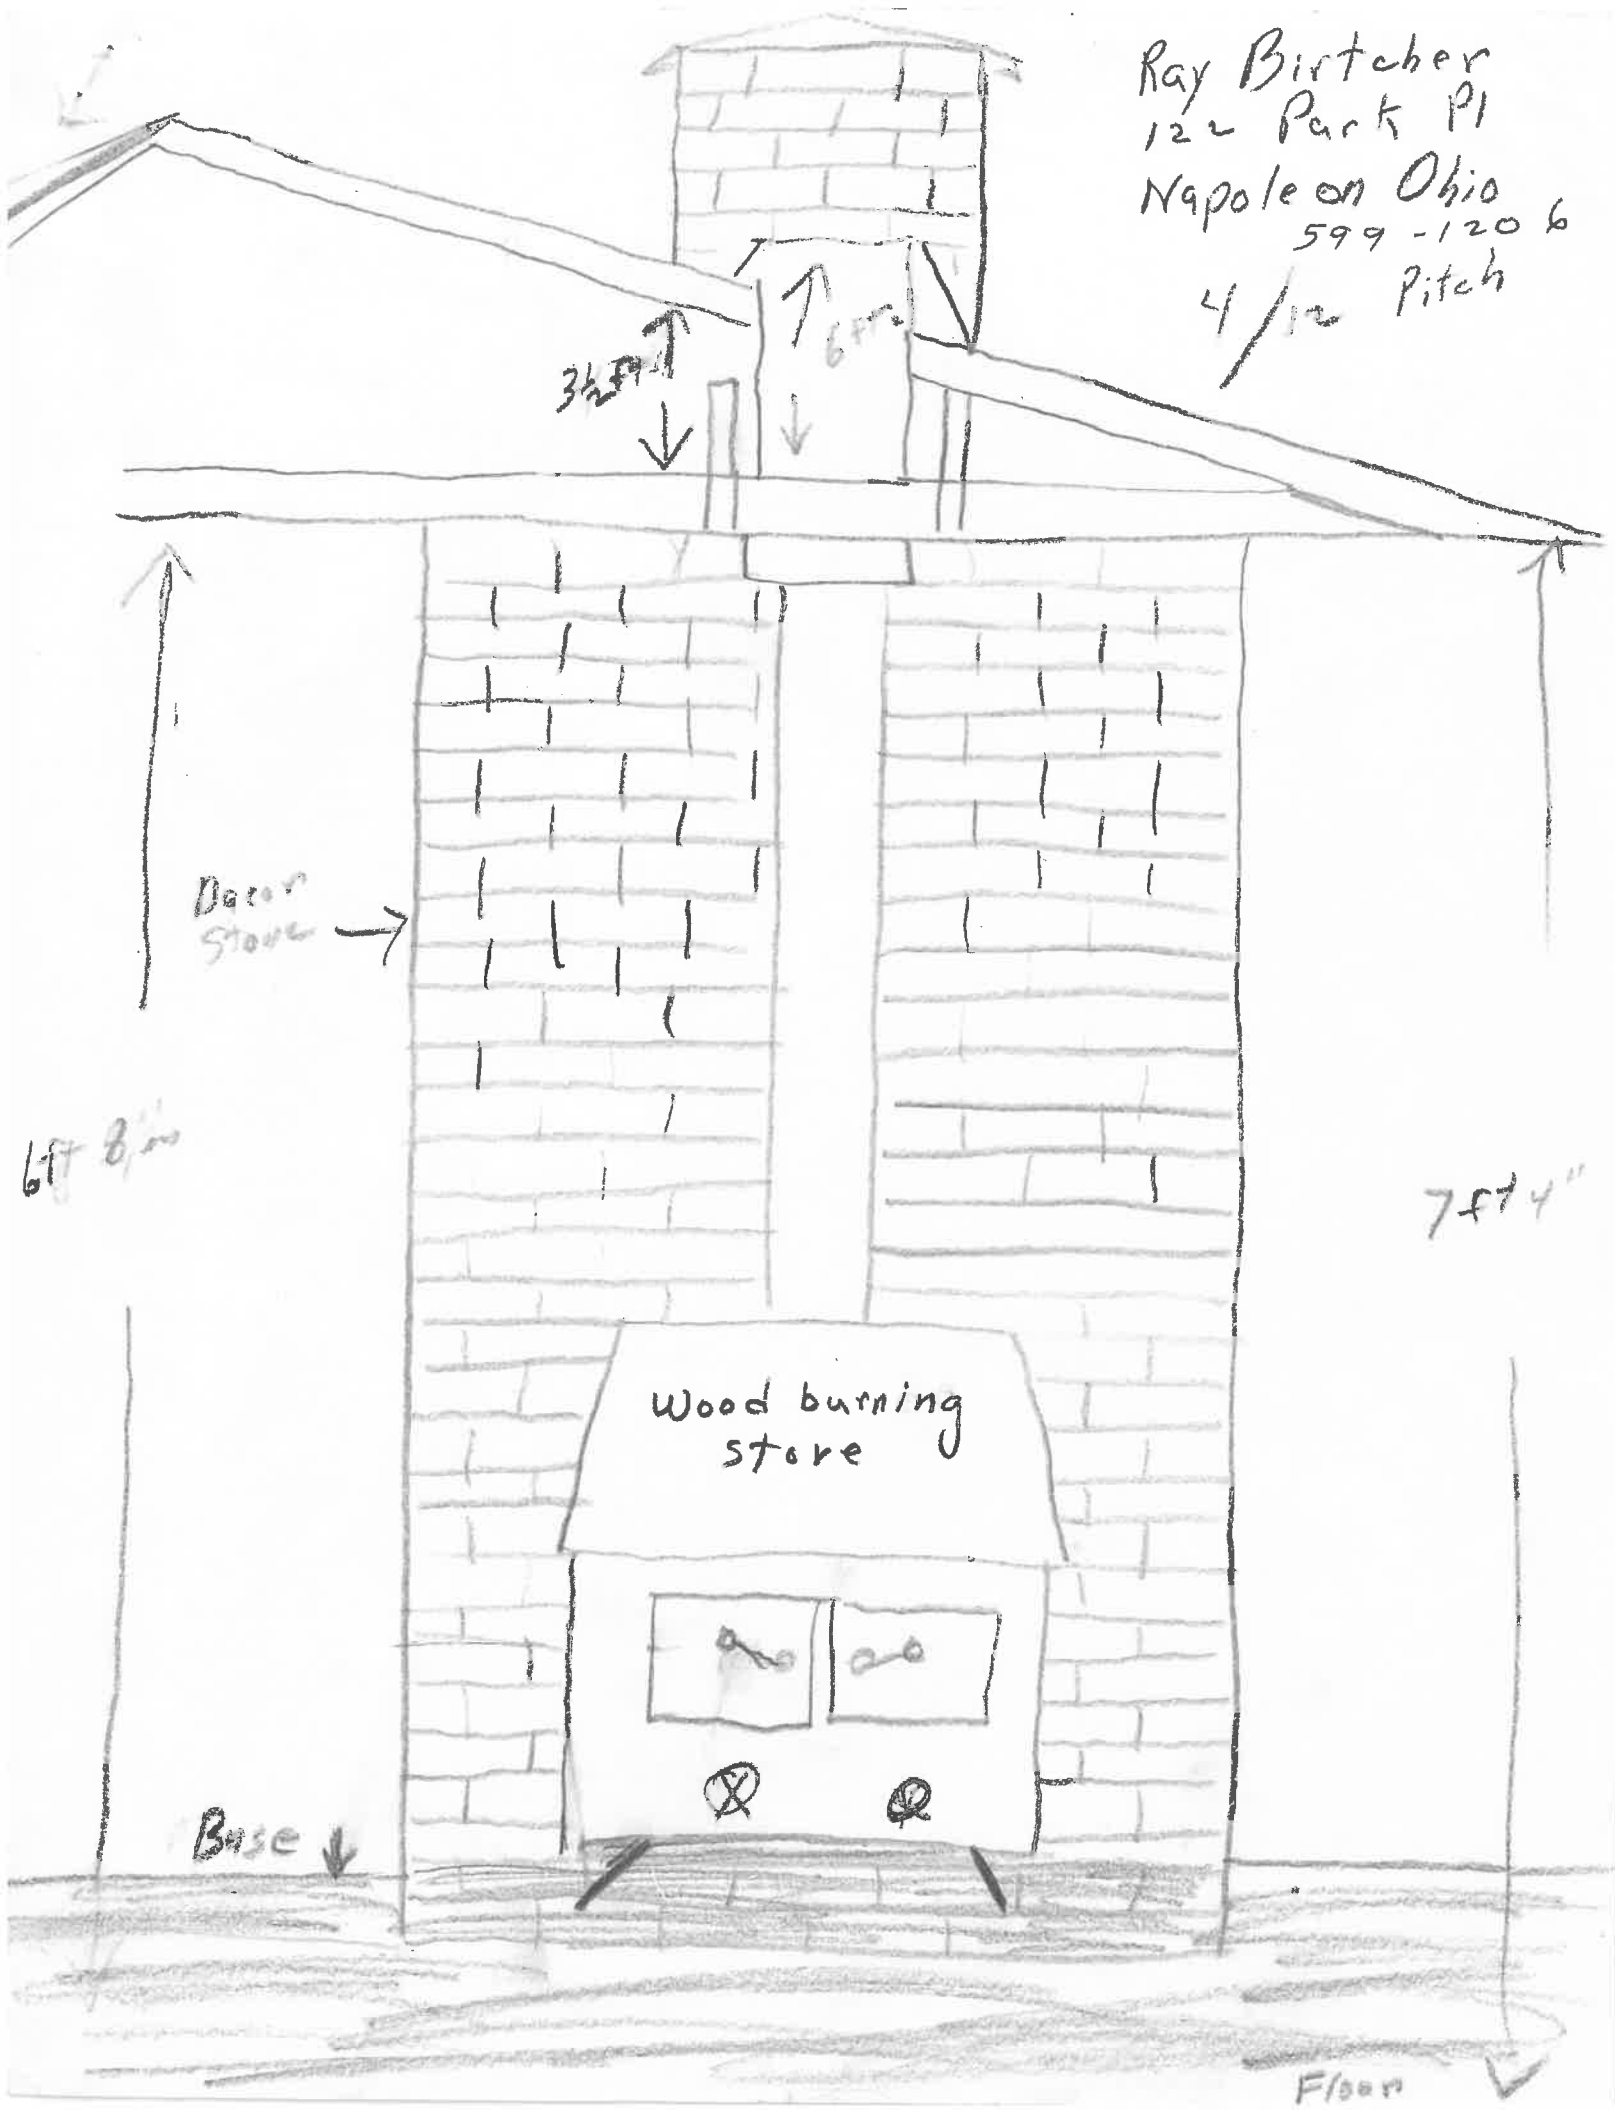 Ray Birtcher
122 Park Pl
Napoleon Ohio
599-1206
4/12 Pitch
6 ft
3½ ft
Decor
Stove
6ft 8in
7ft 4"
Wood burning
stove
Base
Floor